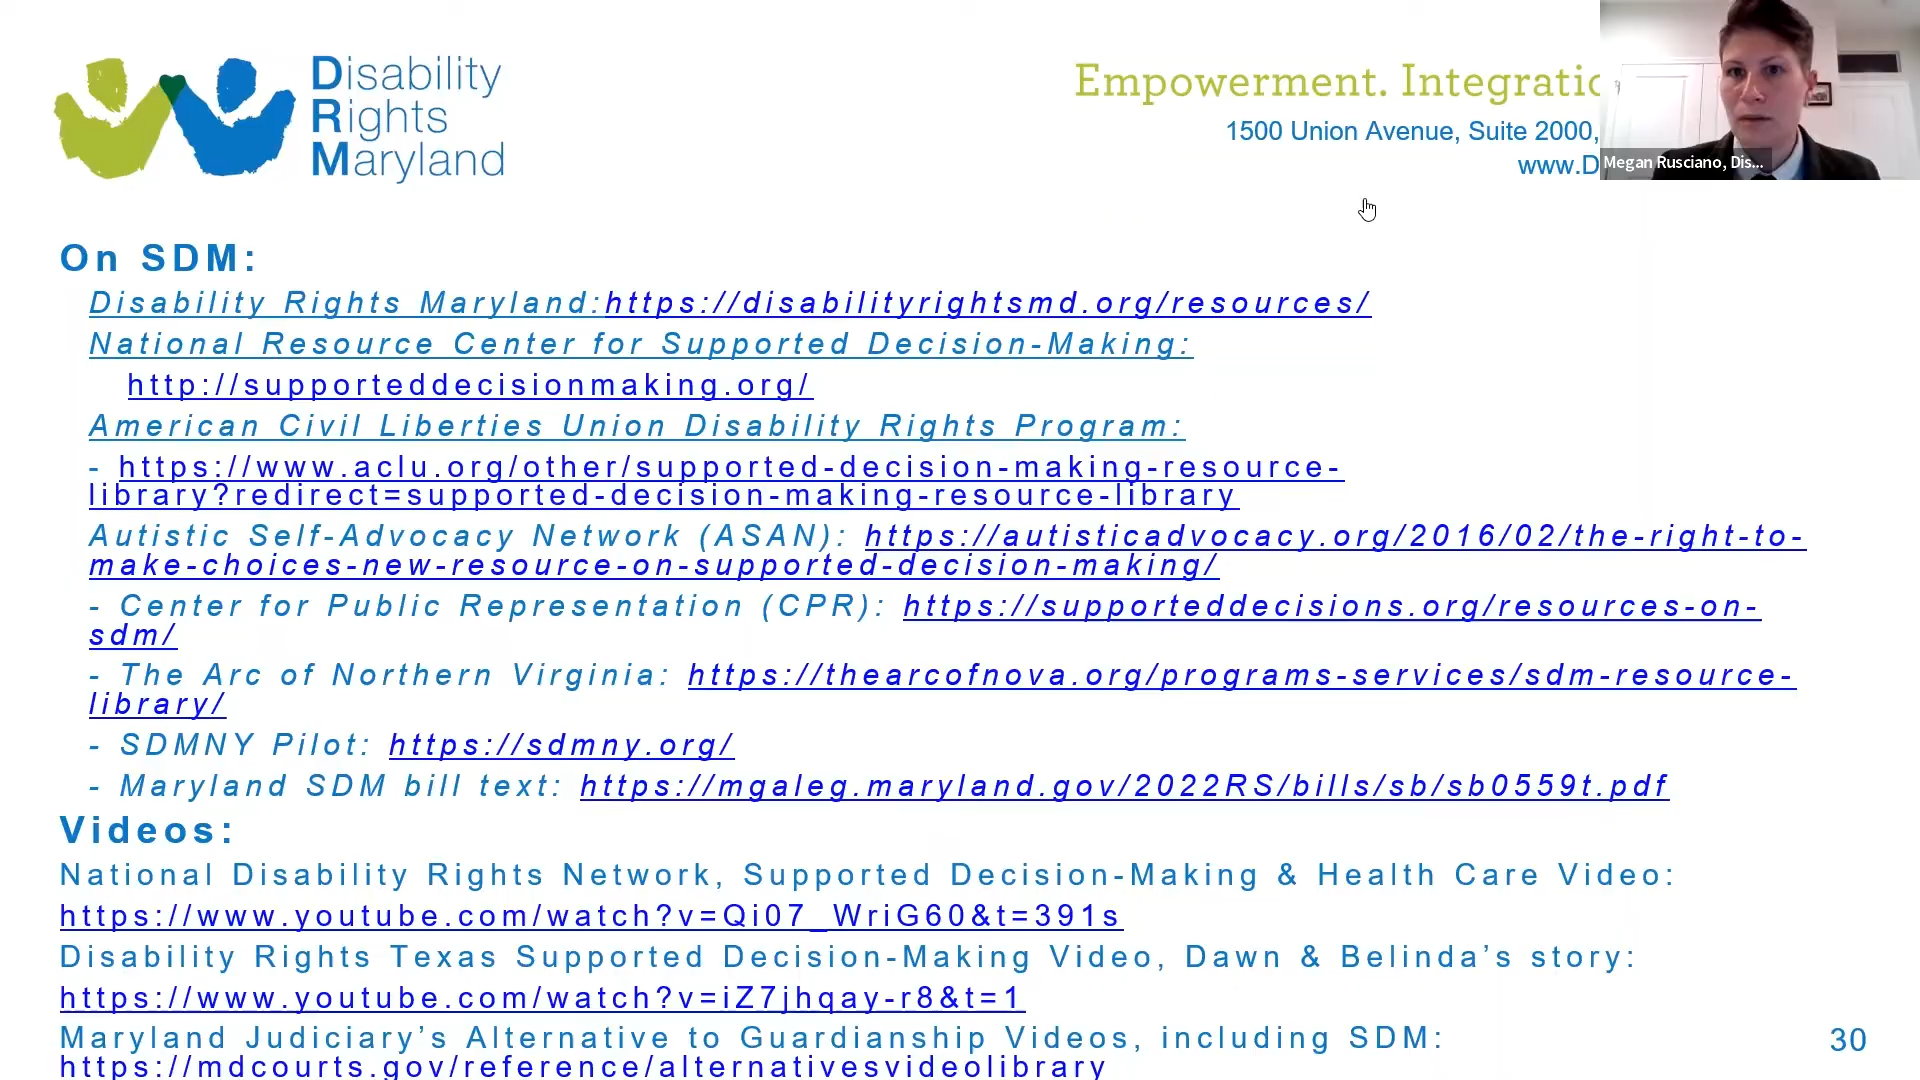 Disability
Rights
Maryland
Empowerment. Integratio
1500 Union Avenue, Suite 2000,
www.D
Megan Rusciano, Dis...
On SDM:
Disability Rights Maryland:https://disabilityrightsmd.org/resources/
National Resource Center for Supported Decision-Making:
http://supporteddecisionmaking.org/
American Civil Liberties Union Disability Rights Program:
- https://www.aclu.org/other/supported-decision-making-resource-
library?redirect=supported-decision-making-resource-library
Autistic Self-Advocacy Network (ASAN): https://autisticadvocacy.org/2016/02/the-right-to-
make-choices-new-resource-on-supported-decision-making/
- Center for Public Representation (CPR): https://supporteddecisions.org/resources-on-
sdm/
- The Arc of Northern Virginia: https://thearcofnova.org/programs-services/sdm-resource-
library/
- SDMNY Pilot: https://sdmny.org/
- Maryland SDM bill text: https://mgaleg.maryland.gov/2022RS/bills/sb/sb0559t.pdf
Videos:
National Disability Rights Network, Supported Decision-Making & Health Care Video:
https://www.youtube.com/watch?v=Qi07_WriG60&t=391s
Disability Rights Texas Supported Decision-Making Video, Dawn & Belinda’s story:
https://www.youtube.com/watch?v=iZ7jhqay-r8&t=1
Maryland Judiciary’s Alternative to Guardianship Videos, including SDM:
https://mdcourts.gov/reference/alternativesvideolibrary
30